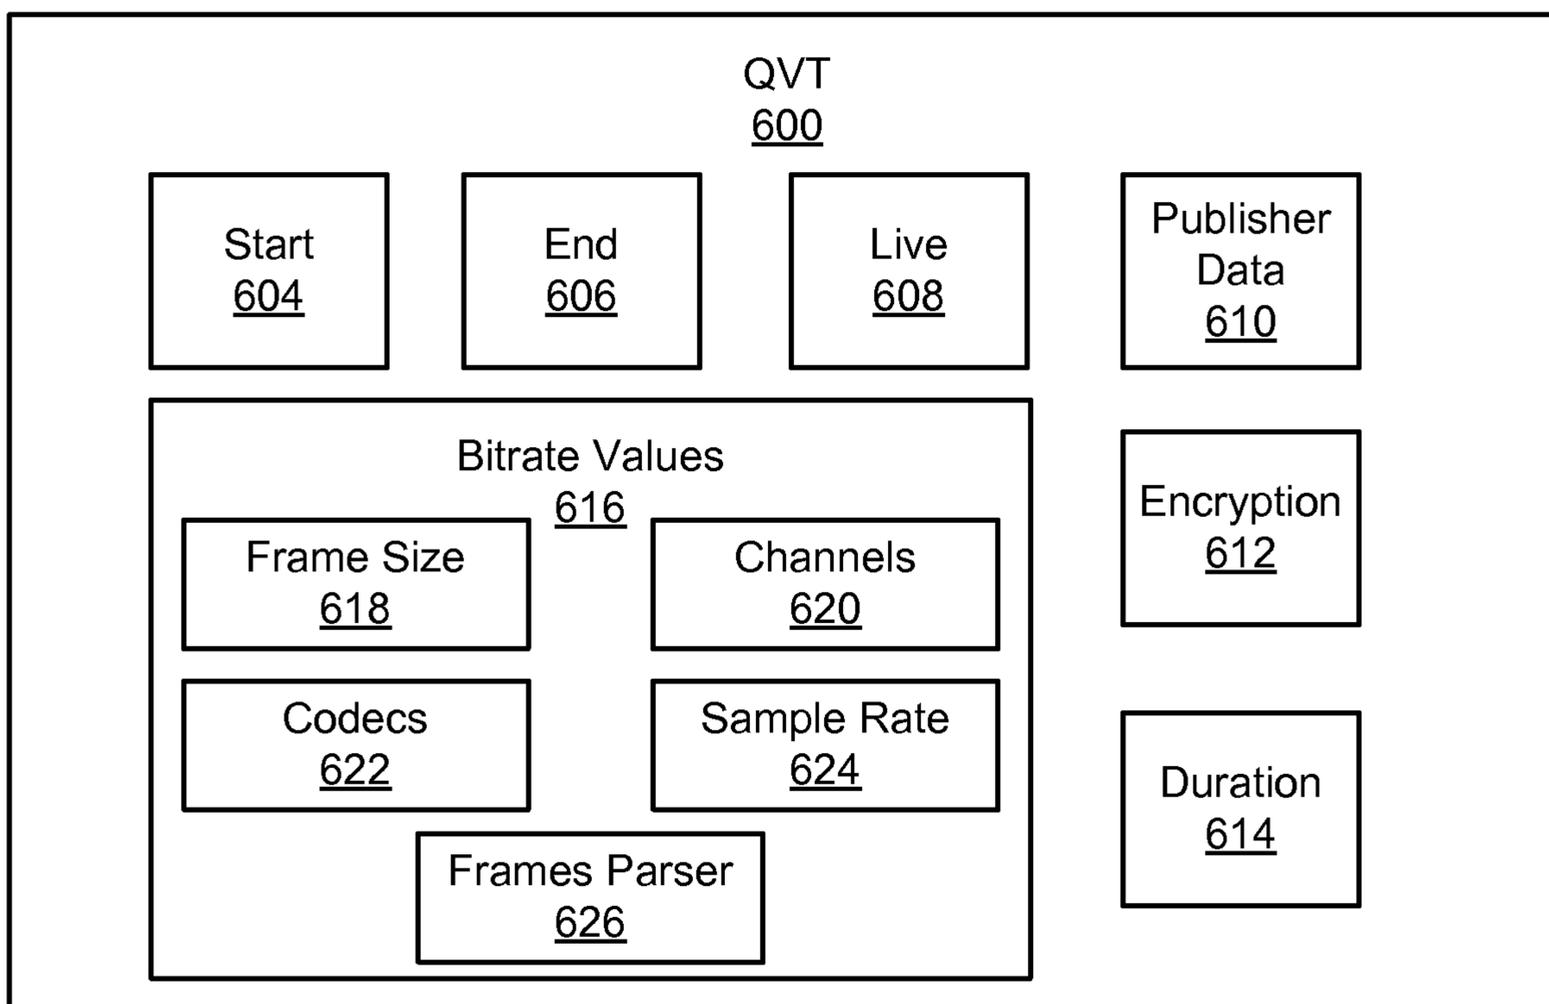 QVT
600
Start
604
End
606
Live
608
Publisher
Data
610
Bitrate Values
616
Frame Size
618
Channels
620
Codecs
622
Sample Rate
624
Frames Parser
626
Encryption
612
Duration
614